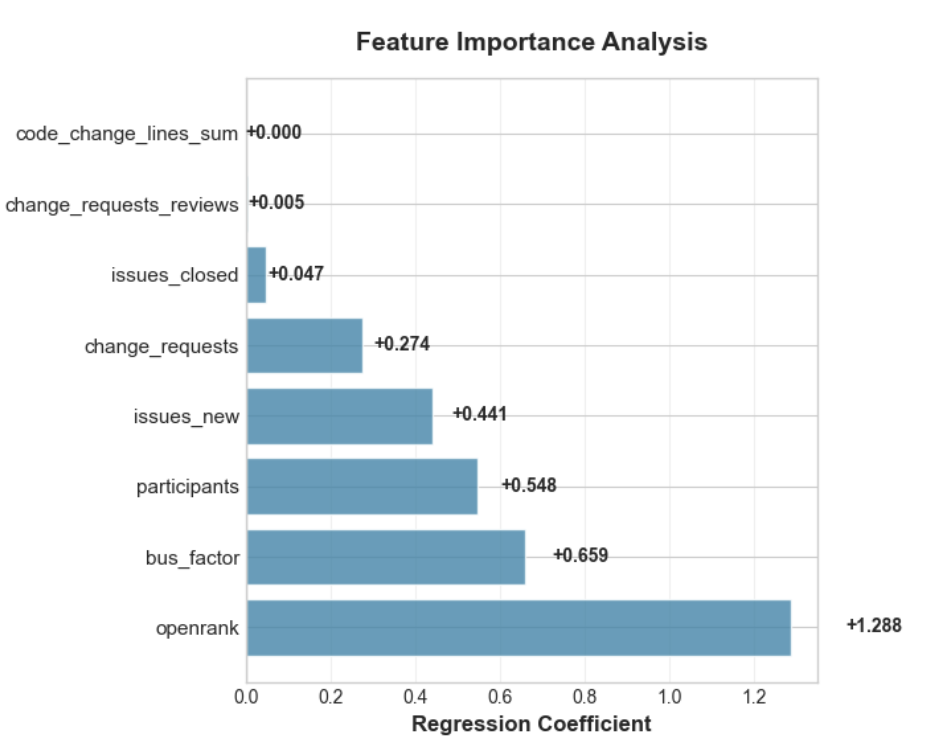 Feature Importance Analysis
code_change_lines_sum +0.000
change_requests_reviews +0.005
issues_closed +0.047
change_requests +0.274
issues_new +0.441
participants +0.548
bus_factor +0.659
openrank +1.288
0.0 0.2 0.4 0.6 0.8 1.0 1.2
Regression Coefficient